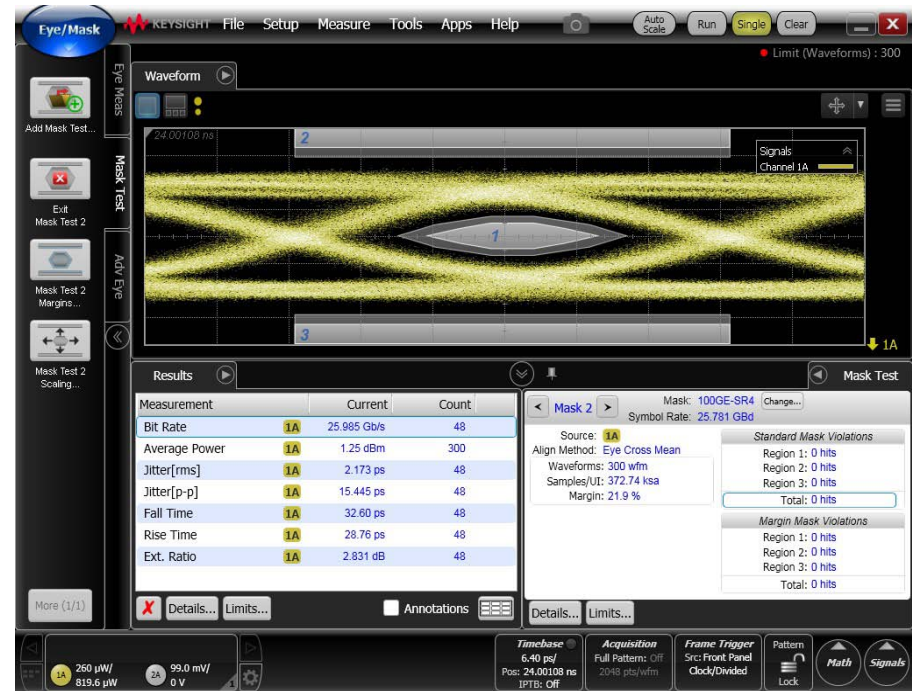 Eye/Mask
KEYSIGHT File Setup Measure Tools Apps Help Auto Scale Run Single Clear
Limit (Waveforms) : 300
Waveform
Eye Meas
Mask Test
Adv Eye
Add Mask Test...
Exit
Mask Test 2
Mask Test 2
Margins...
Mask Test 2
Scaling...
More (1/1)
24.00108 ns
2
Signals
Channel 1A
1
3
1A
Results
Measurement Current Count
Bit Rate 1A 25.985 Gb/s 48
Average Power 1A 1.25 dBm 300
Jitter[rms] 1A 2.173 ps 48
Jitter[p-p] 1A 15.445 ps 48
Fall Time 1A 32.60 ps 48
Rise Time 1A 28.76 ps 48
Ext. Ratio 1A 2.831 dB 48
Details... Limits... Annotations
Mask Test
Mask 2 Mask: 100GE-SR4 Change...
Symbol Rate: 25.781 GBd
Source: 1A
Align Method: Eye Cross Mean
Waveforms: 300 wfm
Samples/UI: 372.74 ksa
Margin: 21.9 %
Standard Mask Violations
Region 1: 0 hits
Region 2: 0 hits
Region 3: 0 hits
Total: 0 hits
Margin Mask Violations
Region 1: 0 hits
Region 2: 0 hits
Region 3: 0 hits
Total: 0 hits
Details... Limits...
1A 260 µW/
819.6 µW
2A 99.0 mV/
0 V
1
Timebase
6.40 ps/
Pos: 24.00108 ns
IPTB: Off
Acquisition
Full Pattern: Off
2048 pts/wfm
Frame Trigger
Src: Front Panel
Clock/Divided
Pattern
Lock
Math
Signals